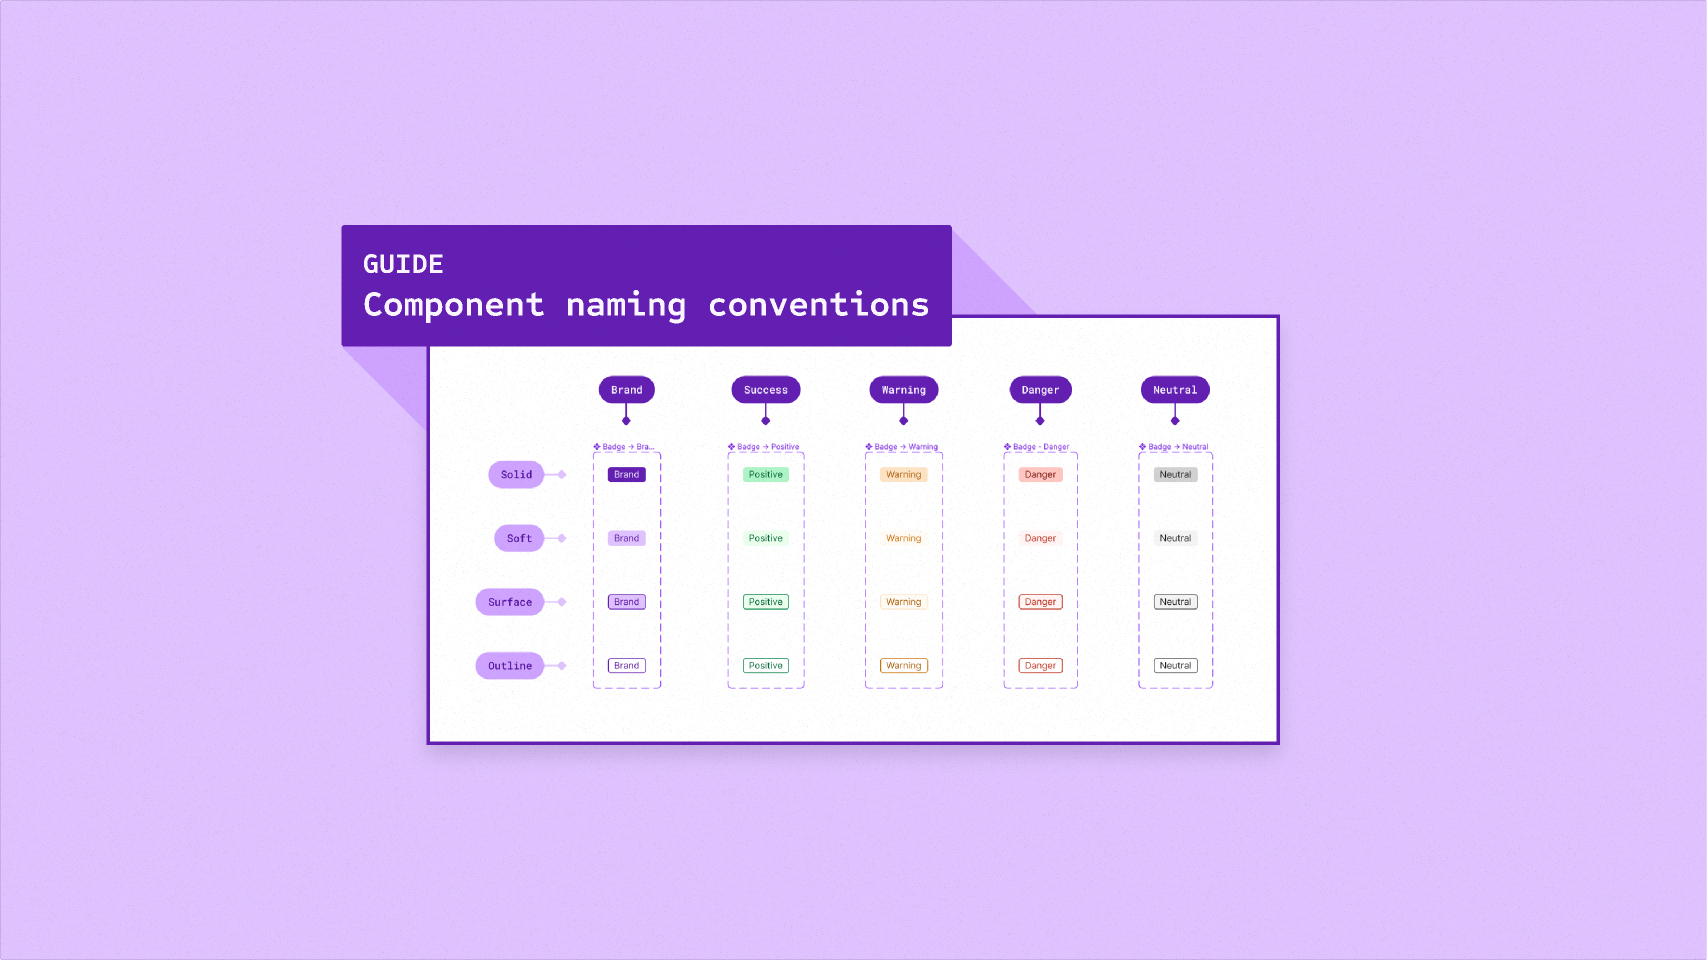 GUIDE
Component naming conventions
Brand Success Warning Danger Neutral
Badge → Bra... Badge → Positive Badge → Warning Badge - Danger Badge → Neutral
Solid Brand Positive Warning Danger Neutral
Soft Brand Positive Warning Danger Neutral
Surface Brand Positive Warning Danger Neutral
Outline Brand Positive Warning Danger Neutral